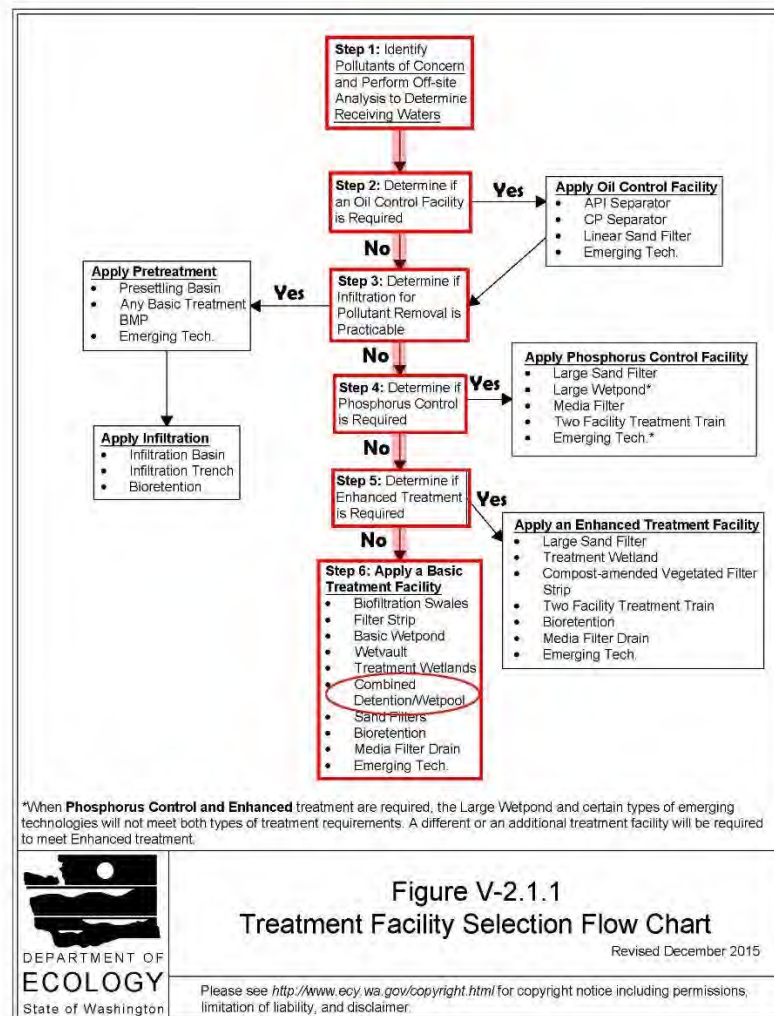 Step 1: Identify
Pollutants of Concern
and Perform Off-site
Analysis to Determine
Receiving Waters
Step 2: Determine if
an Oil Control Facility
is Required
Yes
Apply Oil Control Facility
• API Separator
• CP Separator
• Linear Sand Filter
• Emerging Tech.
No
Step 3: Determine if
Infiltration for
Pollutant Removal is
Practicable
Yes
Apply Pretreatment
• Presettling Basin
• Any Basic Treatment
BMP
• Emerging Tech.
Apply Infiltration
• Infiltration Basin
• Infiltration Trench
• Bioretention
No
Step 4: Determine if
Phosphorus Control
is Required
Yes
Apply Phosphorus Control Facility
• Large Sand Filter
• Large Wetpond*
• Media Filter
• Two Facility Treatment Train
• Emerging Tech.*
No
Step 5: Determine if
Enhanced Treatment
is Required
Yes
Apply an Enhanced Treatment Facility
• Large Sand Filter
• Treatment Wetland
• Compost-amended Vegetated Filter
Strip
• Two Facility Treatment Train
• Bioretention
• Media Filter Drain
• Emerging Tech.
No
Step 6: Apply a Basic
Treatment Facility
• Biofiltration Swales
• Filter Strip
• Basic Wetpond
• Wetvault
• Treatment Wetlands
• Combined
Detention/Wetpool
• Sand Filters
• Bioretention
• Media Filter Drain
• Emerging Tech.
*When Phosphorus Control and Enhanced treatment are required, the Large Wetpond and certain types of emerging
technologies will not meet both types of treatment requirements. A different or an additional treatment facility will be required
to meet Enhanced treatment.
DEPARTMENT OF
ECOLOGY
State of Washington
Figure V-2.1.1
Treatment Facility Selection Flow Chart
Revised December 2015
Please see http://www.ecy.wa.gov/copyright.html for copyright notice including permissions,
limitation of liability, and disclaimer.